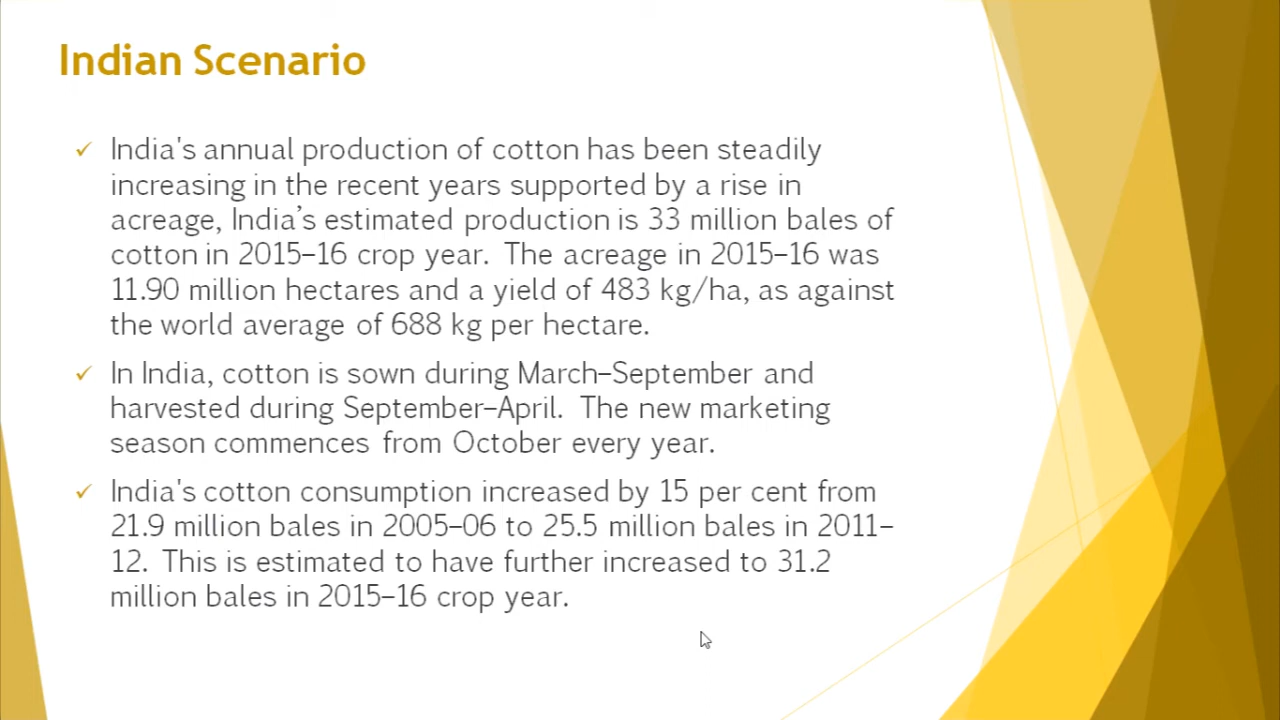 Indian Scenario
✓ India's annual production of cotton has been steadily
increasing in the recent years supported by a rise in
acreage, India’s estimated production is 33 million bales of
cotton in 2015–16 crop year. The acreage in 2015–16 was
11.90 million hectares and a yield of 483 kg/ha, as against
the world average of 688 kg per hectare.
✓ In India, cotton is sown during March–September and
harvested during September–April. The new marketing
season commences from October every year.
✓ India's cotton consumption increased by 15 per cent from
21.9 million bales in 2005–06 to 25.5 million bales in 2011–
12. This is estimated to have further increased to 31.2
million bales in 2015–16 crop year.